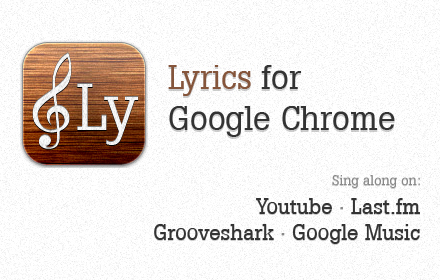 Ly
Lyrics for
Google Chrome
Sing along on:
Youtube · Last.fm
Grooveshark · Google Music